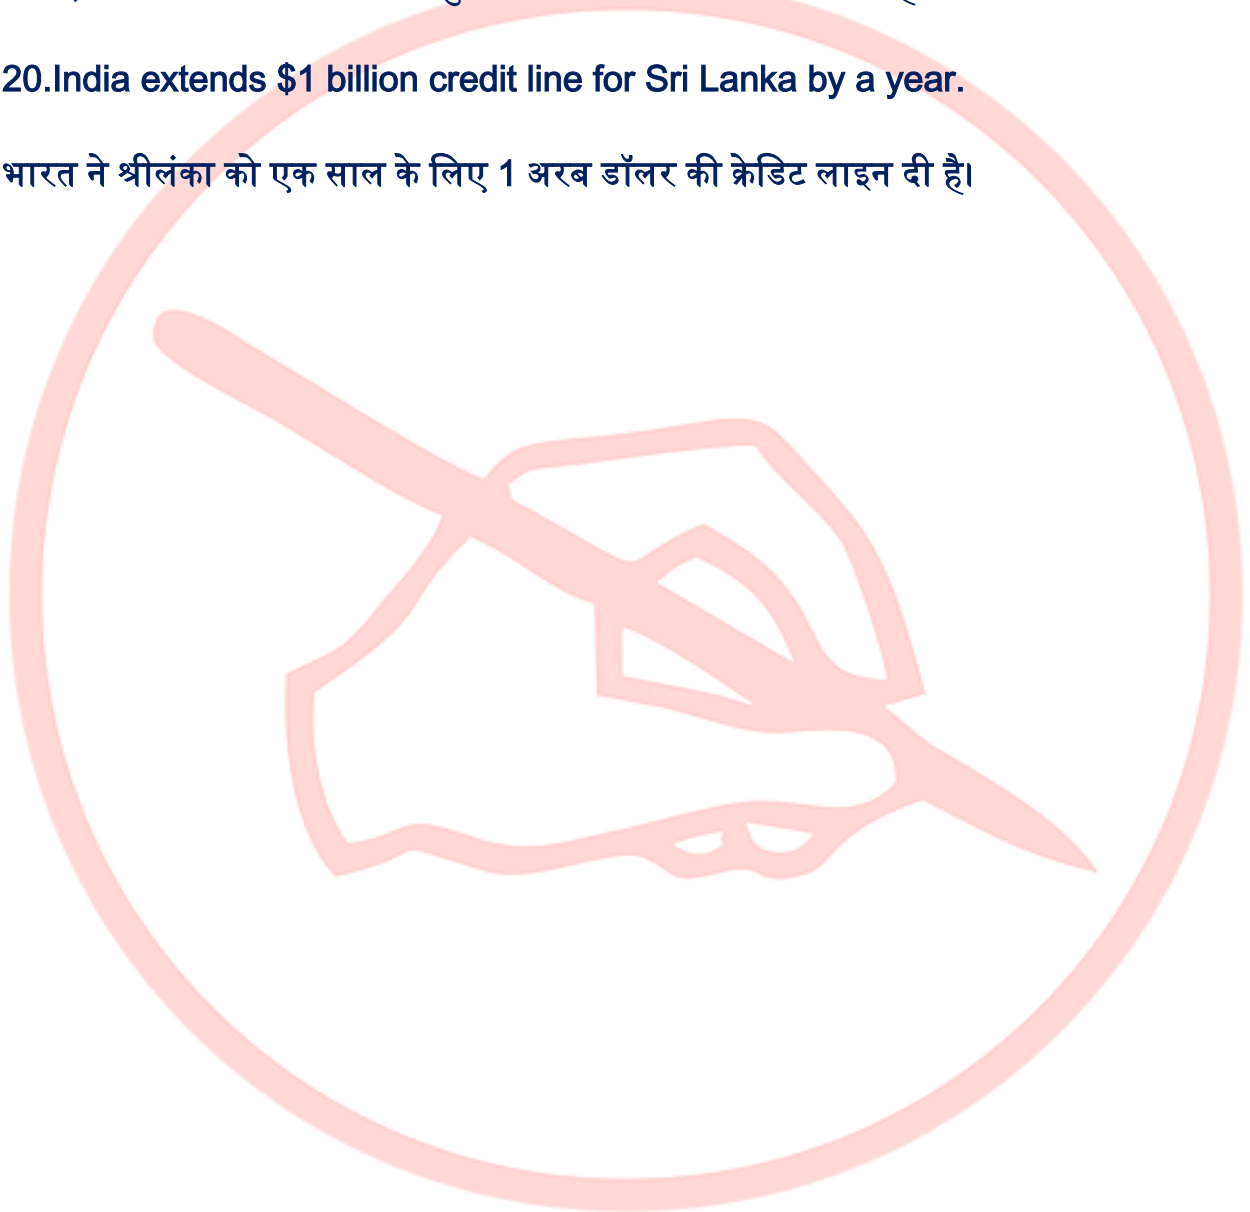 20.India extends $1 billion credit line for Sri Lanka by a year.
भारत ने श्रीलंका को एक साल के लिए 1 अरब डॉलर की क्रेडिट लाइन दी है।